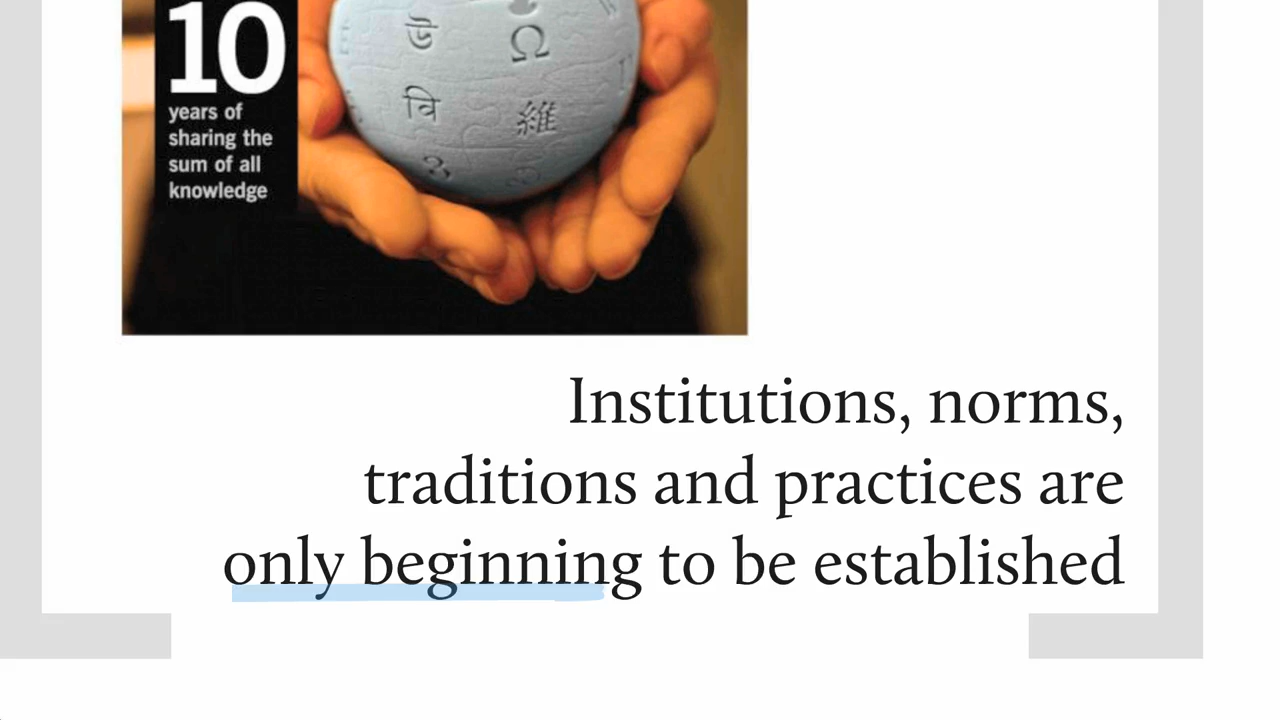 10
years of
sharing the
sum of all
knowledge
उ
Ω
वि
維
Institutions, norms,
traditions and practices are
only beginning to be established